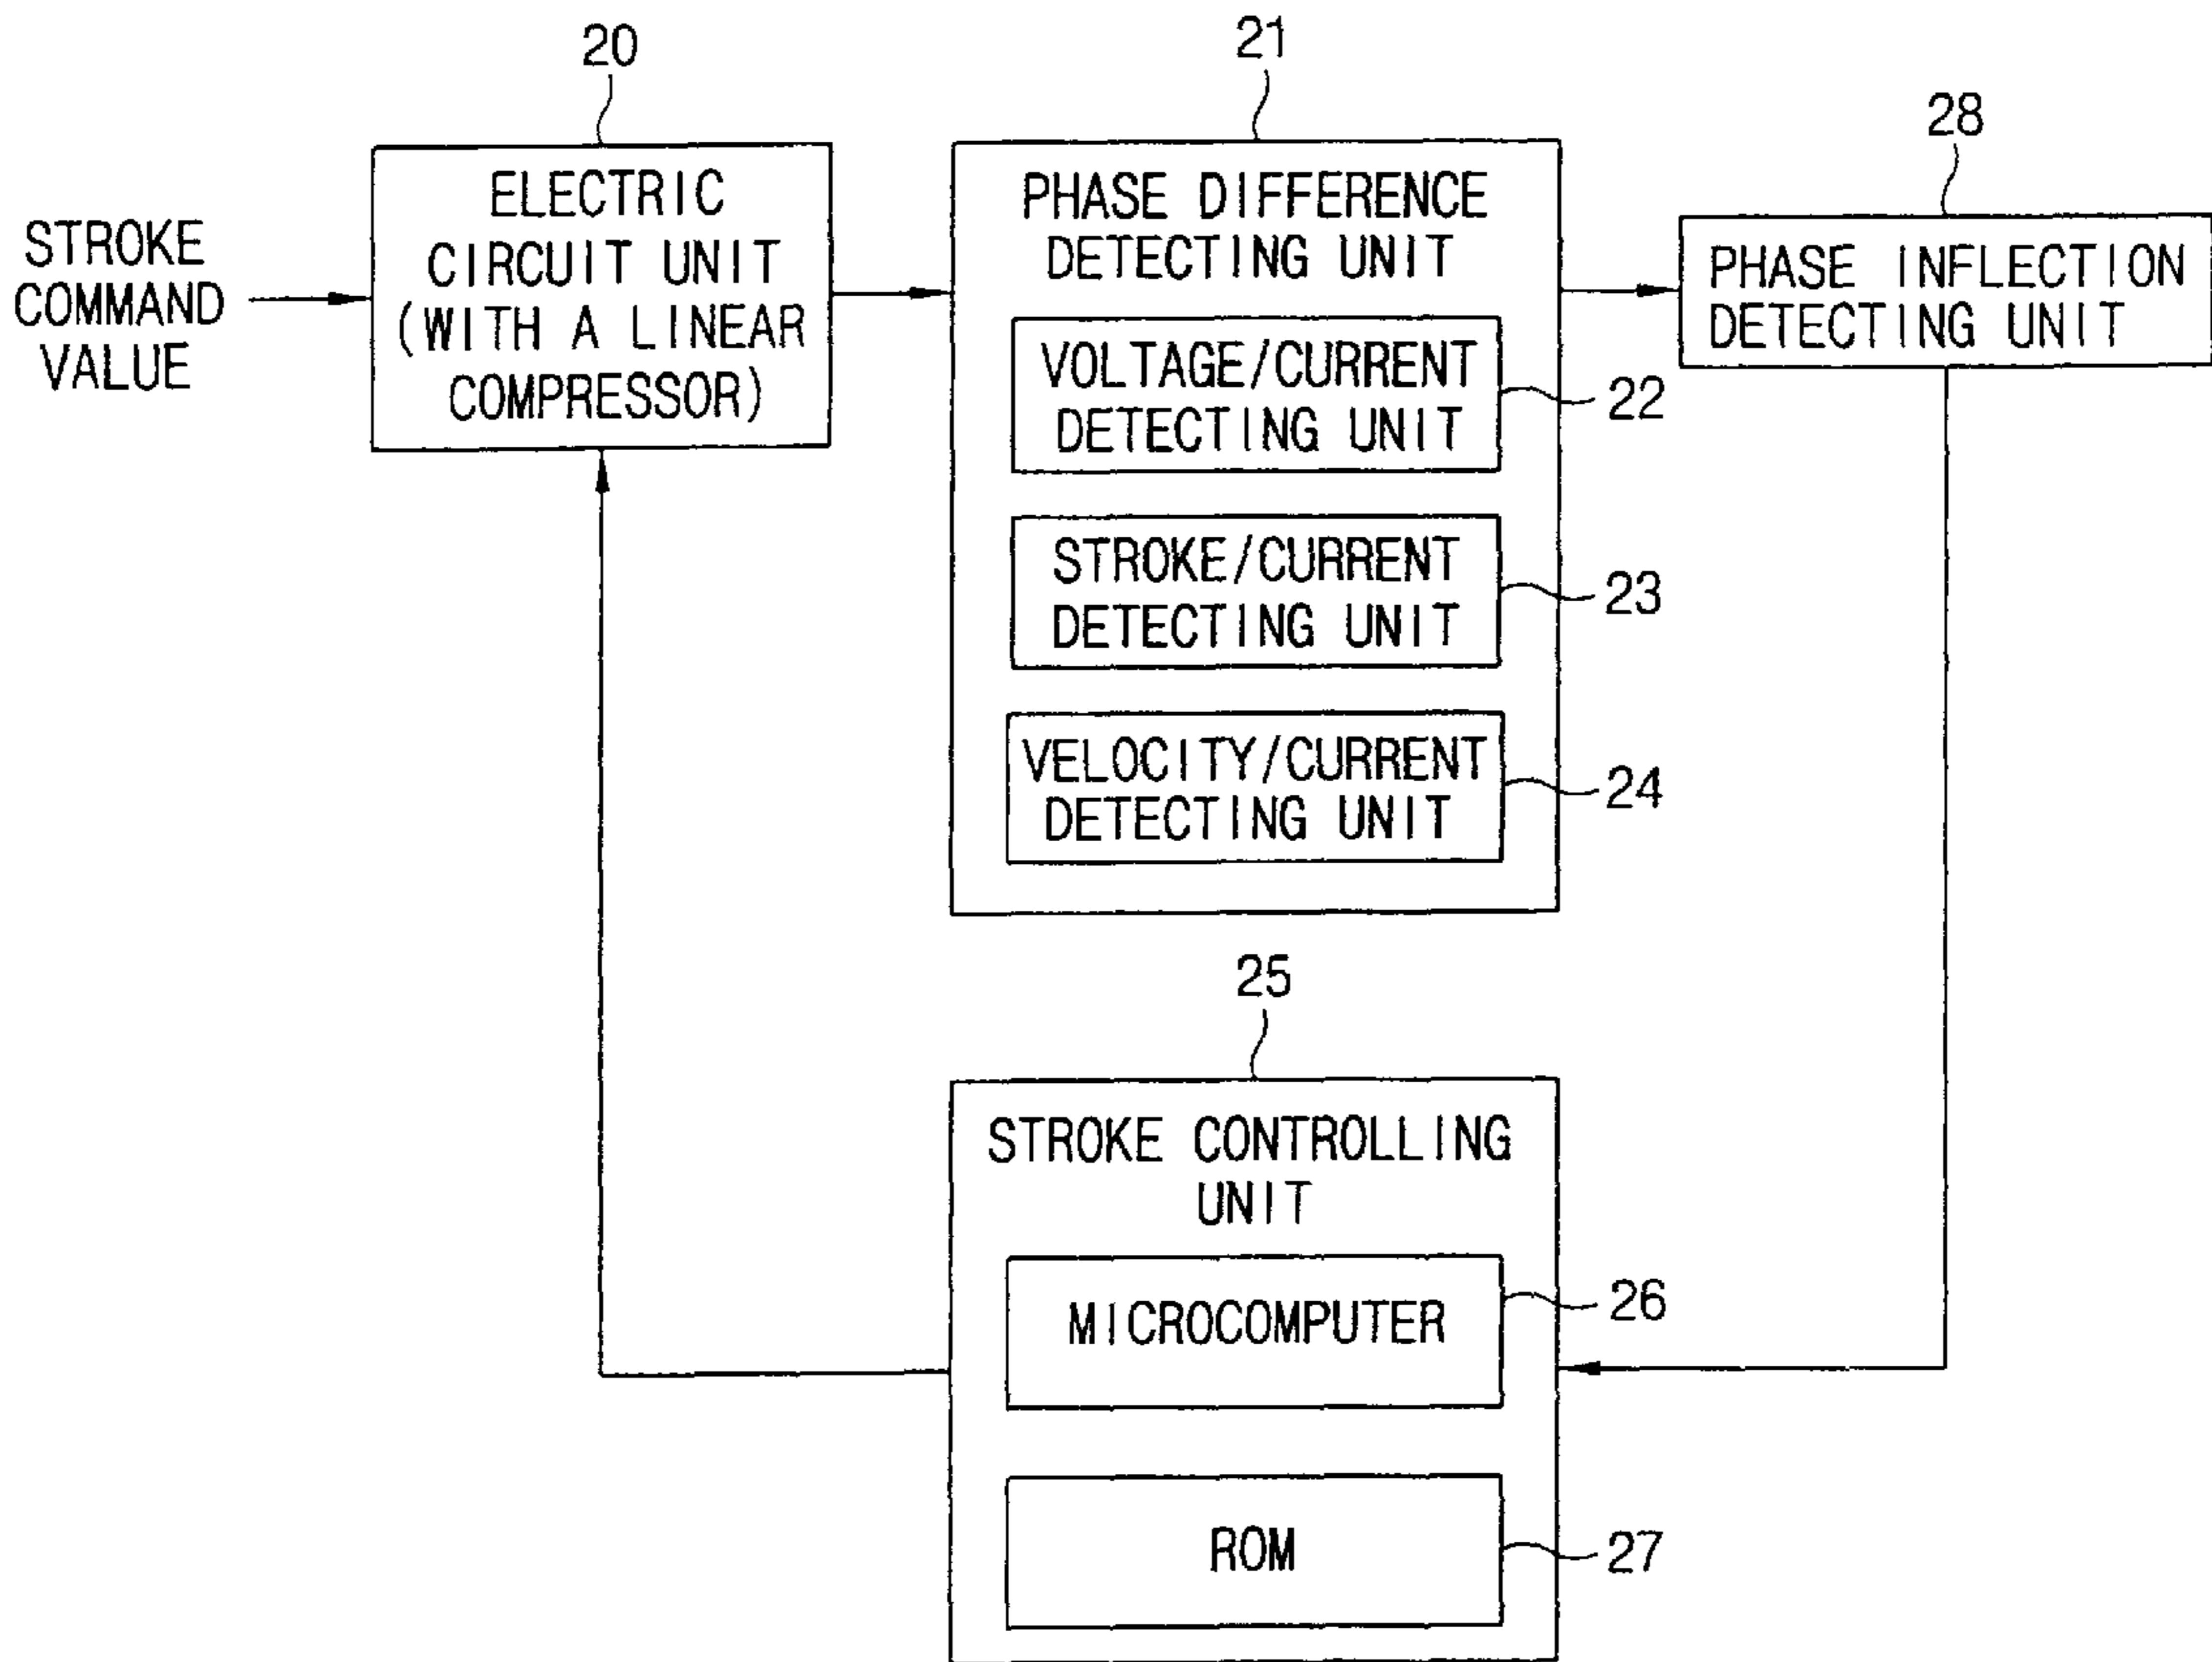 20
21
28
STROKE
COMMAND
VALUE
ELECTRIC
CIRCUIT UNIT
(WITH A LINEAR
COMPRESSOR)
PHASE DIFFERENCE
DETECTING UNIT
VOLTAGE/CURRENT
DETECTING UNIT
22
STROKE/CURRENT
DETECTING UNIT
23
VELOCITY/CURRENT
DETECTING UNIT
24
PHASE INFLECTION
DETECTING UNIT
25
STROKE CONTROLLING
UNIT
MICROCOMPUTER
26
ROM
27